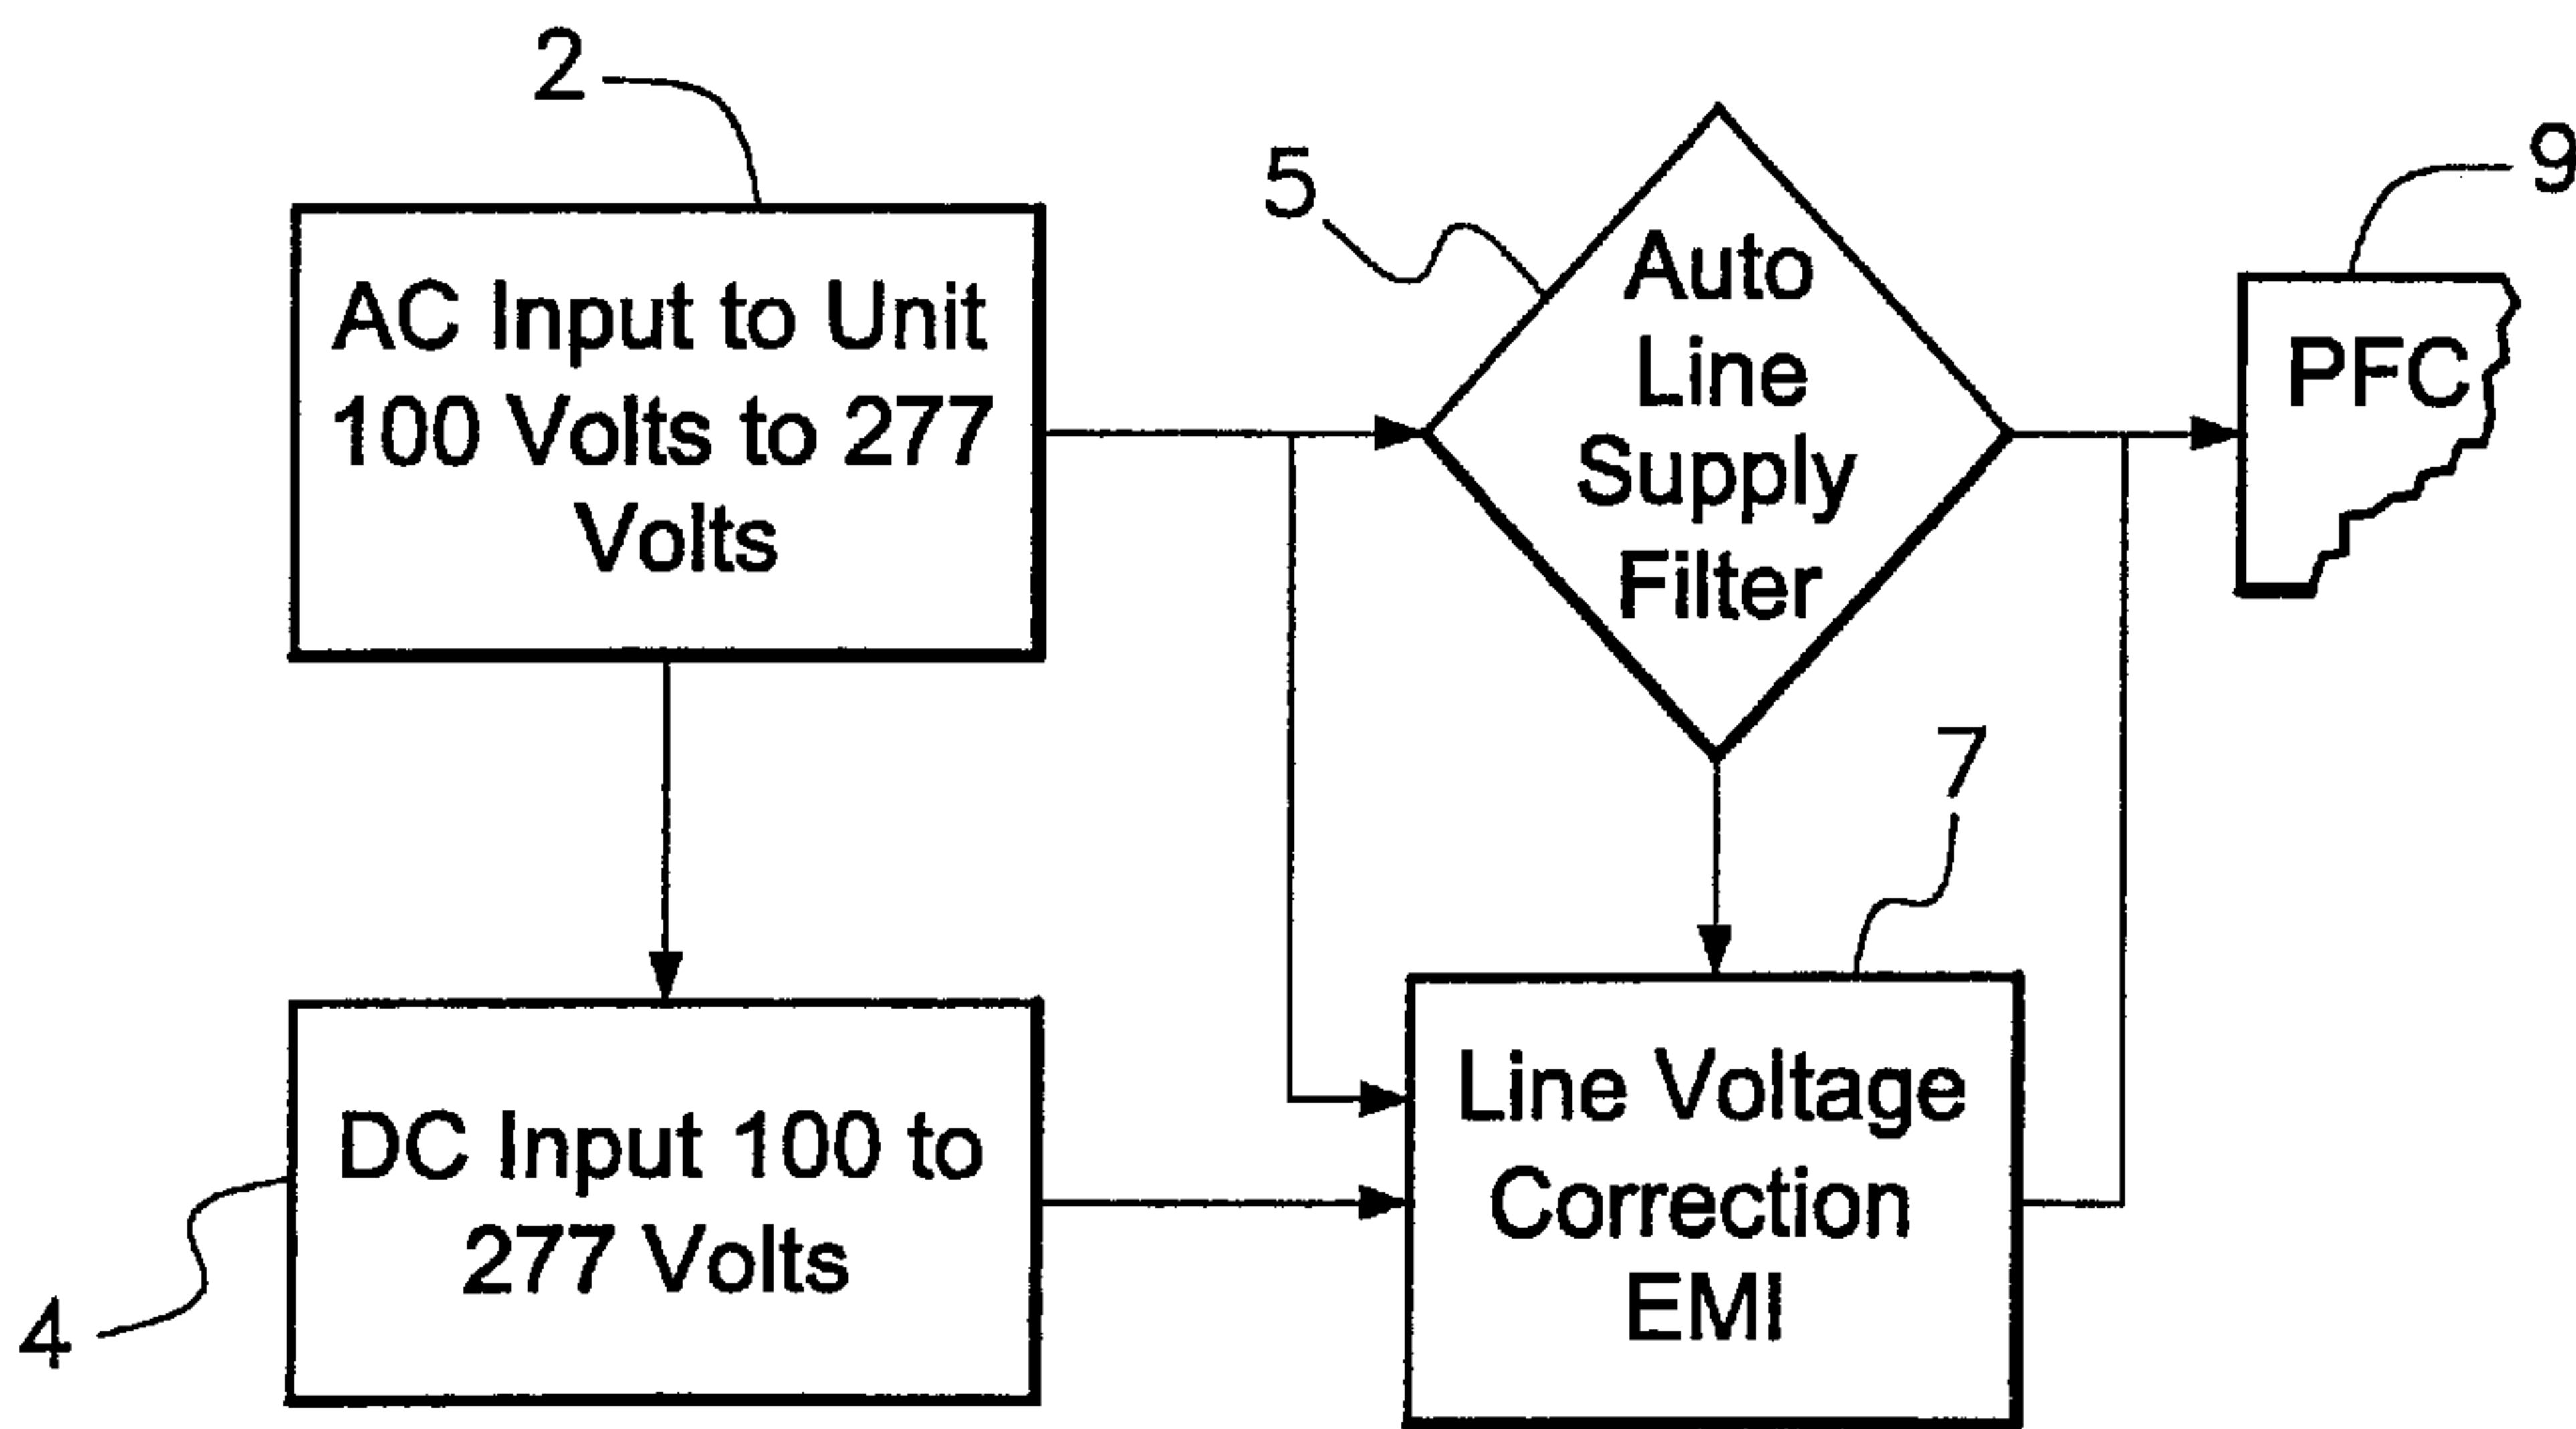 2
AC Input to Unit
100 Volts to 277
Volts
5
Auto
Line
Supply
Filter
9
PFC
4
DC Input 100 to
277 Volts
7
Line Voltage
Correction
EMI